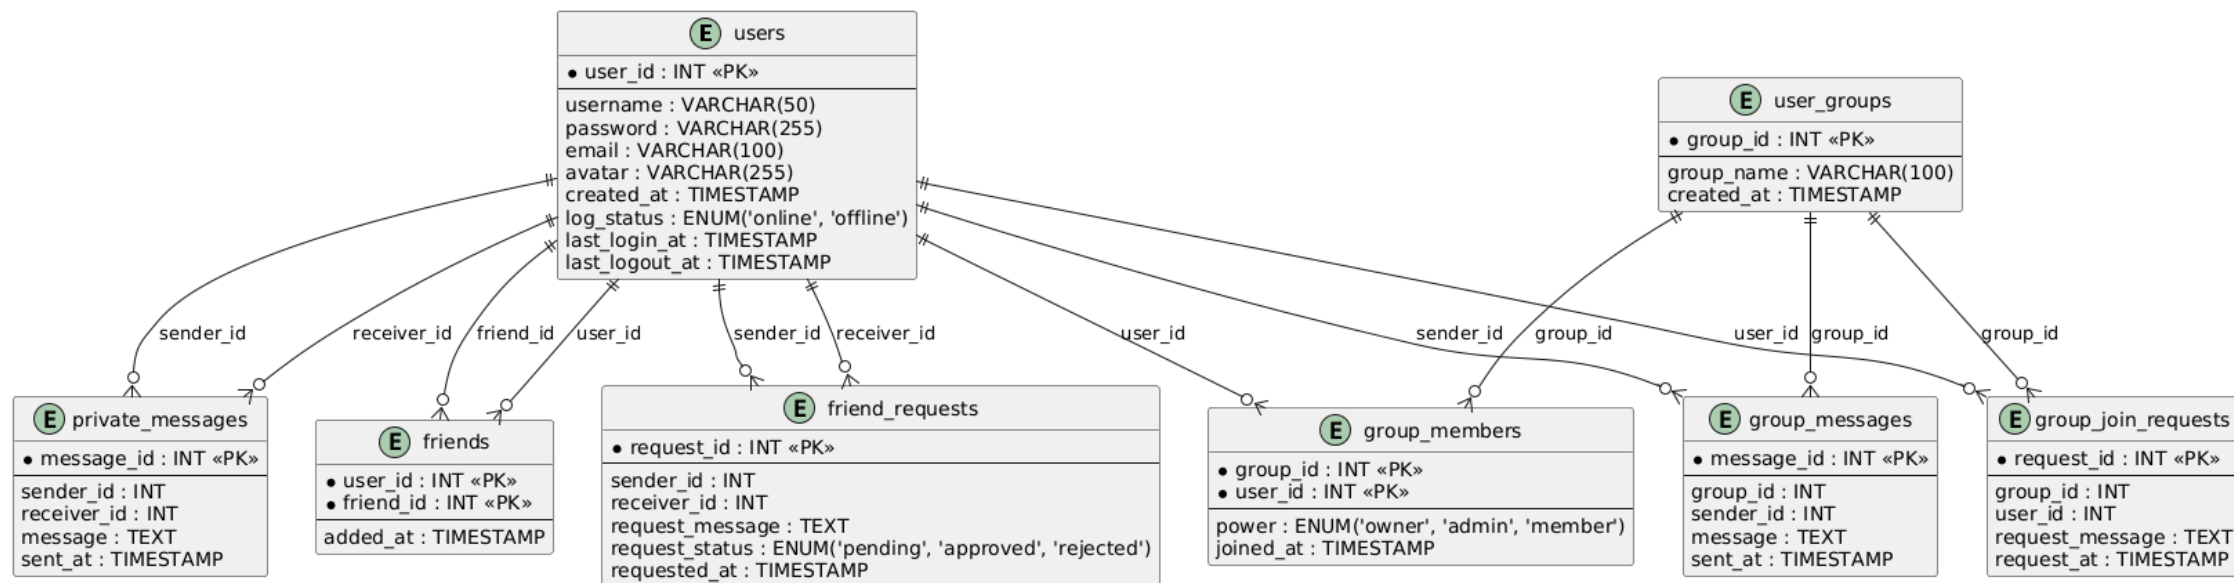 E users
* user_id : INT «PK»
username : VARCHAR(50)
password : VARCHAR(255)
email : VARCHAR(100)
avatar : VARCHAR(255)
created_at : TIMESTAMP
log_status : ENUM('online', 'offline')
last_login_at : TIMESTAMP
last_logout_at : TIMESTAMP
E user_groups
* group_id : INT «PK»
group_name : VARCHAR(100)
created_at : TIMESTAMP
sender_id
receiver_id
friend_id
user_id
sender_id
receiver_id
user_id
sender_id
group_id
user_id
group_id
group_id
E private_messages
* message_id : INT «PK»
sender_id : INT
receiver_id : INT
message : TEXT
sent_at : TIMESTAMP
E friends
* user_id : INT «PK»
* friend_id : INT «PK»
added_at : TIMESTAMP
E friend_requests
* request_id : INT «PK»
sender_id : INT
receiver_id : INT
request_message : TEXT
request_status : ENUM('pending', 'approved', 'rejected')
requested_at : TIMESTAMP
E group_members
* group_id : INT «PK»
* user_id : INT «PK»
power : ENUM('owner', 'admin', 'member')
joined_at : TIMESTAMP
E group_messages
* message_id : INT «PK»
group_id : INT
sender_id : INT
message : TEXT
sent_at : TIMESTAMP
E group_join_requests
* request_id : INT «PK»
group_id : INT
user_id : INT
request_message : TEXT
request_at : TIMESTAMP